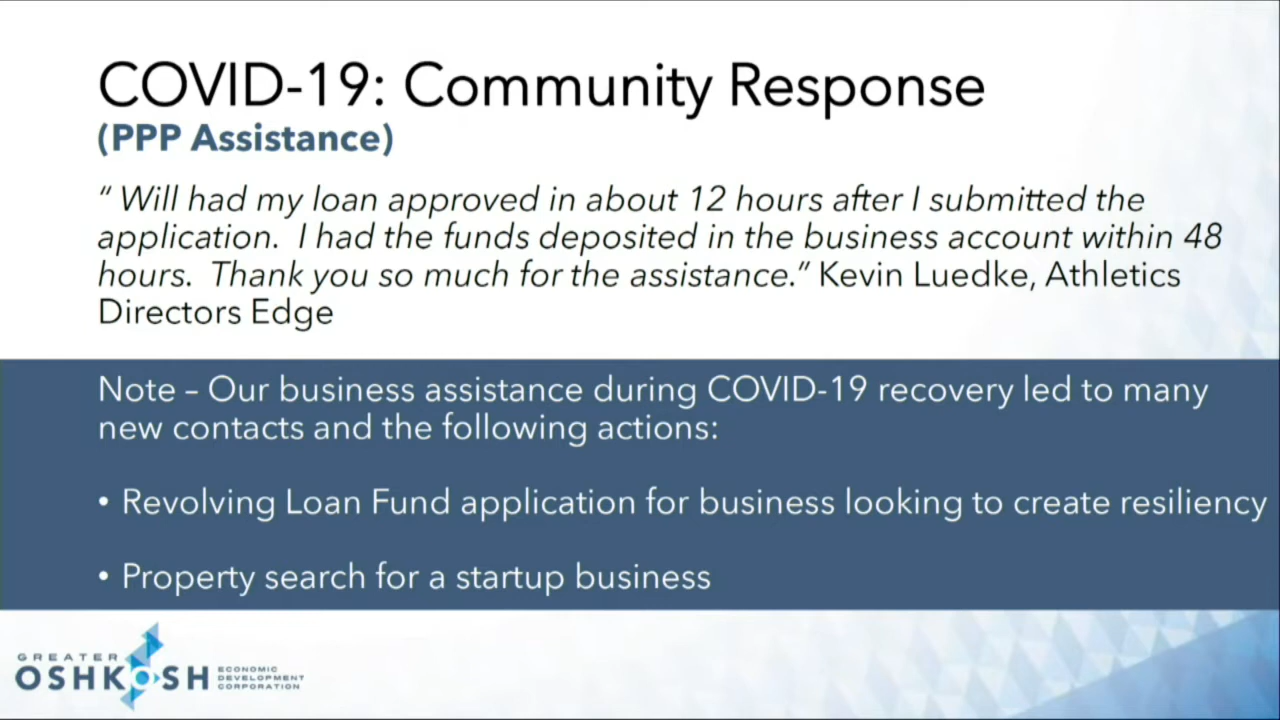 COVID-19: Community Response
(PPP Assistance)
“ Will had my loan approved in about 12 hours after I submitted the
application.  I had the funds deposited in the business account within 48
hours.  Thank you so much for the assistance.” Kevin Luedke, Athletics
Directors Edge
Note – Our business assistance during COVID-19 recovery led to many
new contacts and the following actions:
• Revolving Loan Fund application for business looking to create resiliency
• Property search for a startup business
GREATER
OSHKOSH
ECONOMIC
DEVELOPMENT
CORPORATION